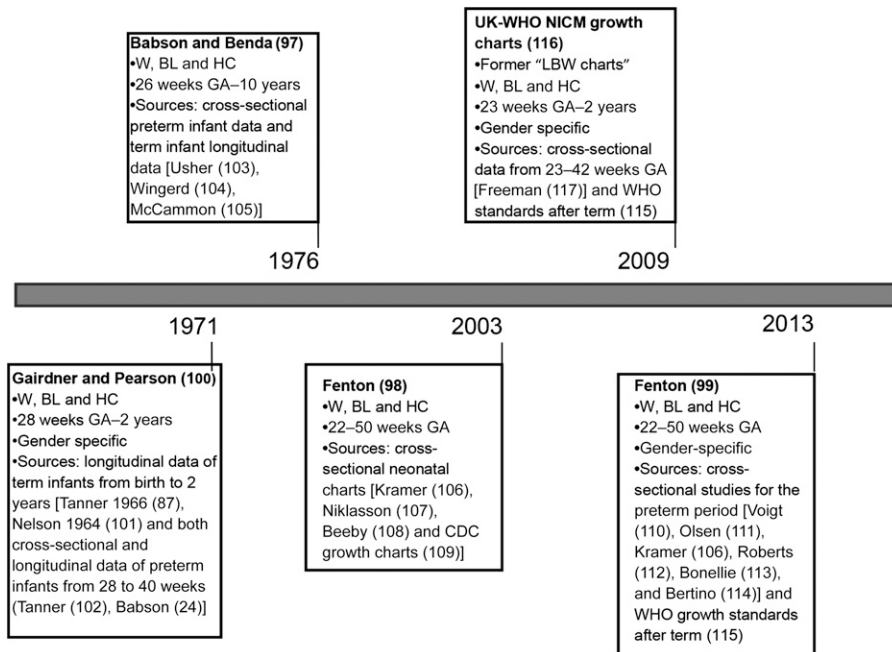 Babson and Benda (97)
•W, BL and HC
•26 weeks GA–10 years
•Sources: cross-sectional
preterm infant data and
term infant longitudinal
data [Usher (103),
Wingerd (104),
McCammon (105)]
UK-WHO NICM growth
charts (116)
•Former “LBW charts”
•W, BL and HC
•23 weeks GA–2 years
•Gender specific
•Sources: cross-sectional
data from 23–42 weeks GA
[Freeman (117)] and WHO
standards after term (115)
1976
2009
1971
2003
2013
Gairdner and Pearson (100)
•W, BL and HC
•28 weeks GA–2 years
•Gender specific
•Sources: longitudinal data of
term infants from birth to 2
years [Tanner 1966 (87),
Nelson 1964 (101) and both
cross-sectional and
longitudinal data of preterm
infants from 28 to 40 weeks
(Tanner (102), Babson (24)]
Fenton (98)
•W, BL and HC
•22–50 weeks GA
•Sources: cross-
sectional neonatal
charts [Kramer (106),
Niklasson (107),
Beeby (108) and CDC
growth charts (109)]
Fenton (99)
•W, BL and HC
•22–50 weeks GA
•Gender-specific
•Sources: cross-
sectional studies for the
preterm period [Voigt
(110), Olsen (111),
Kramer (106), Roberts
(112), Bonellie (113),
and Bertino (114)] and
WHO growth standards
after term (115)